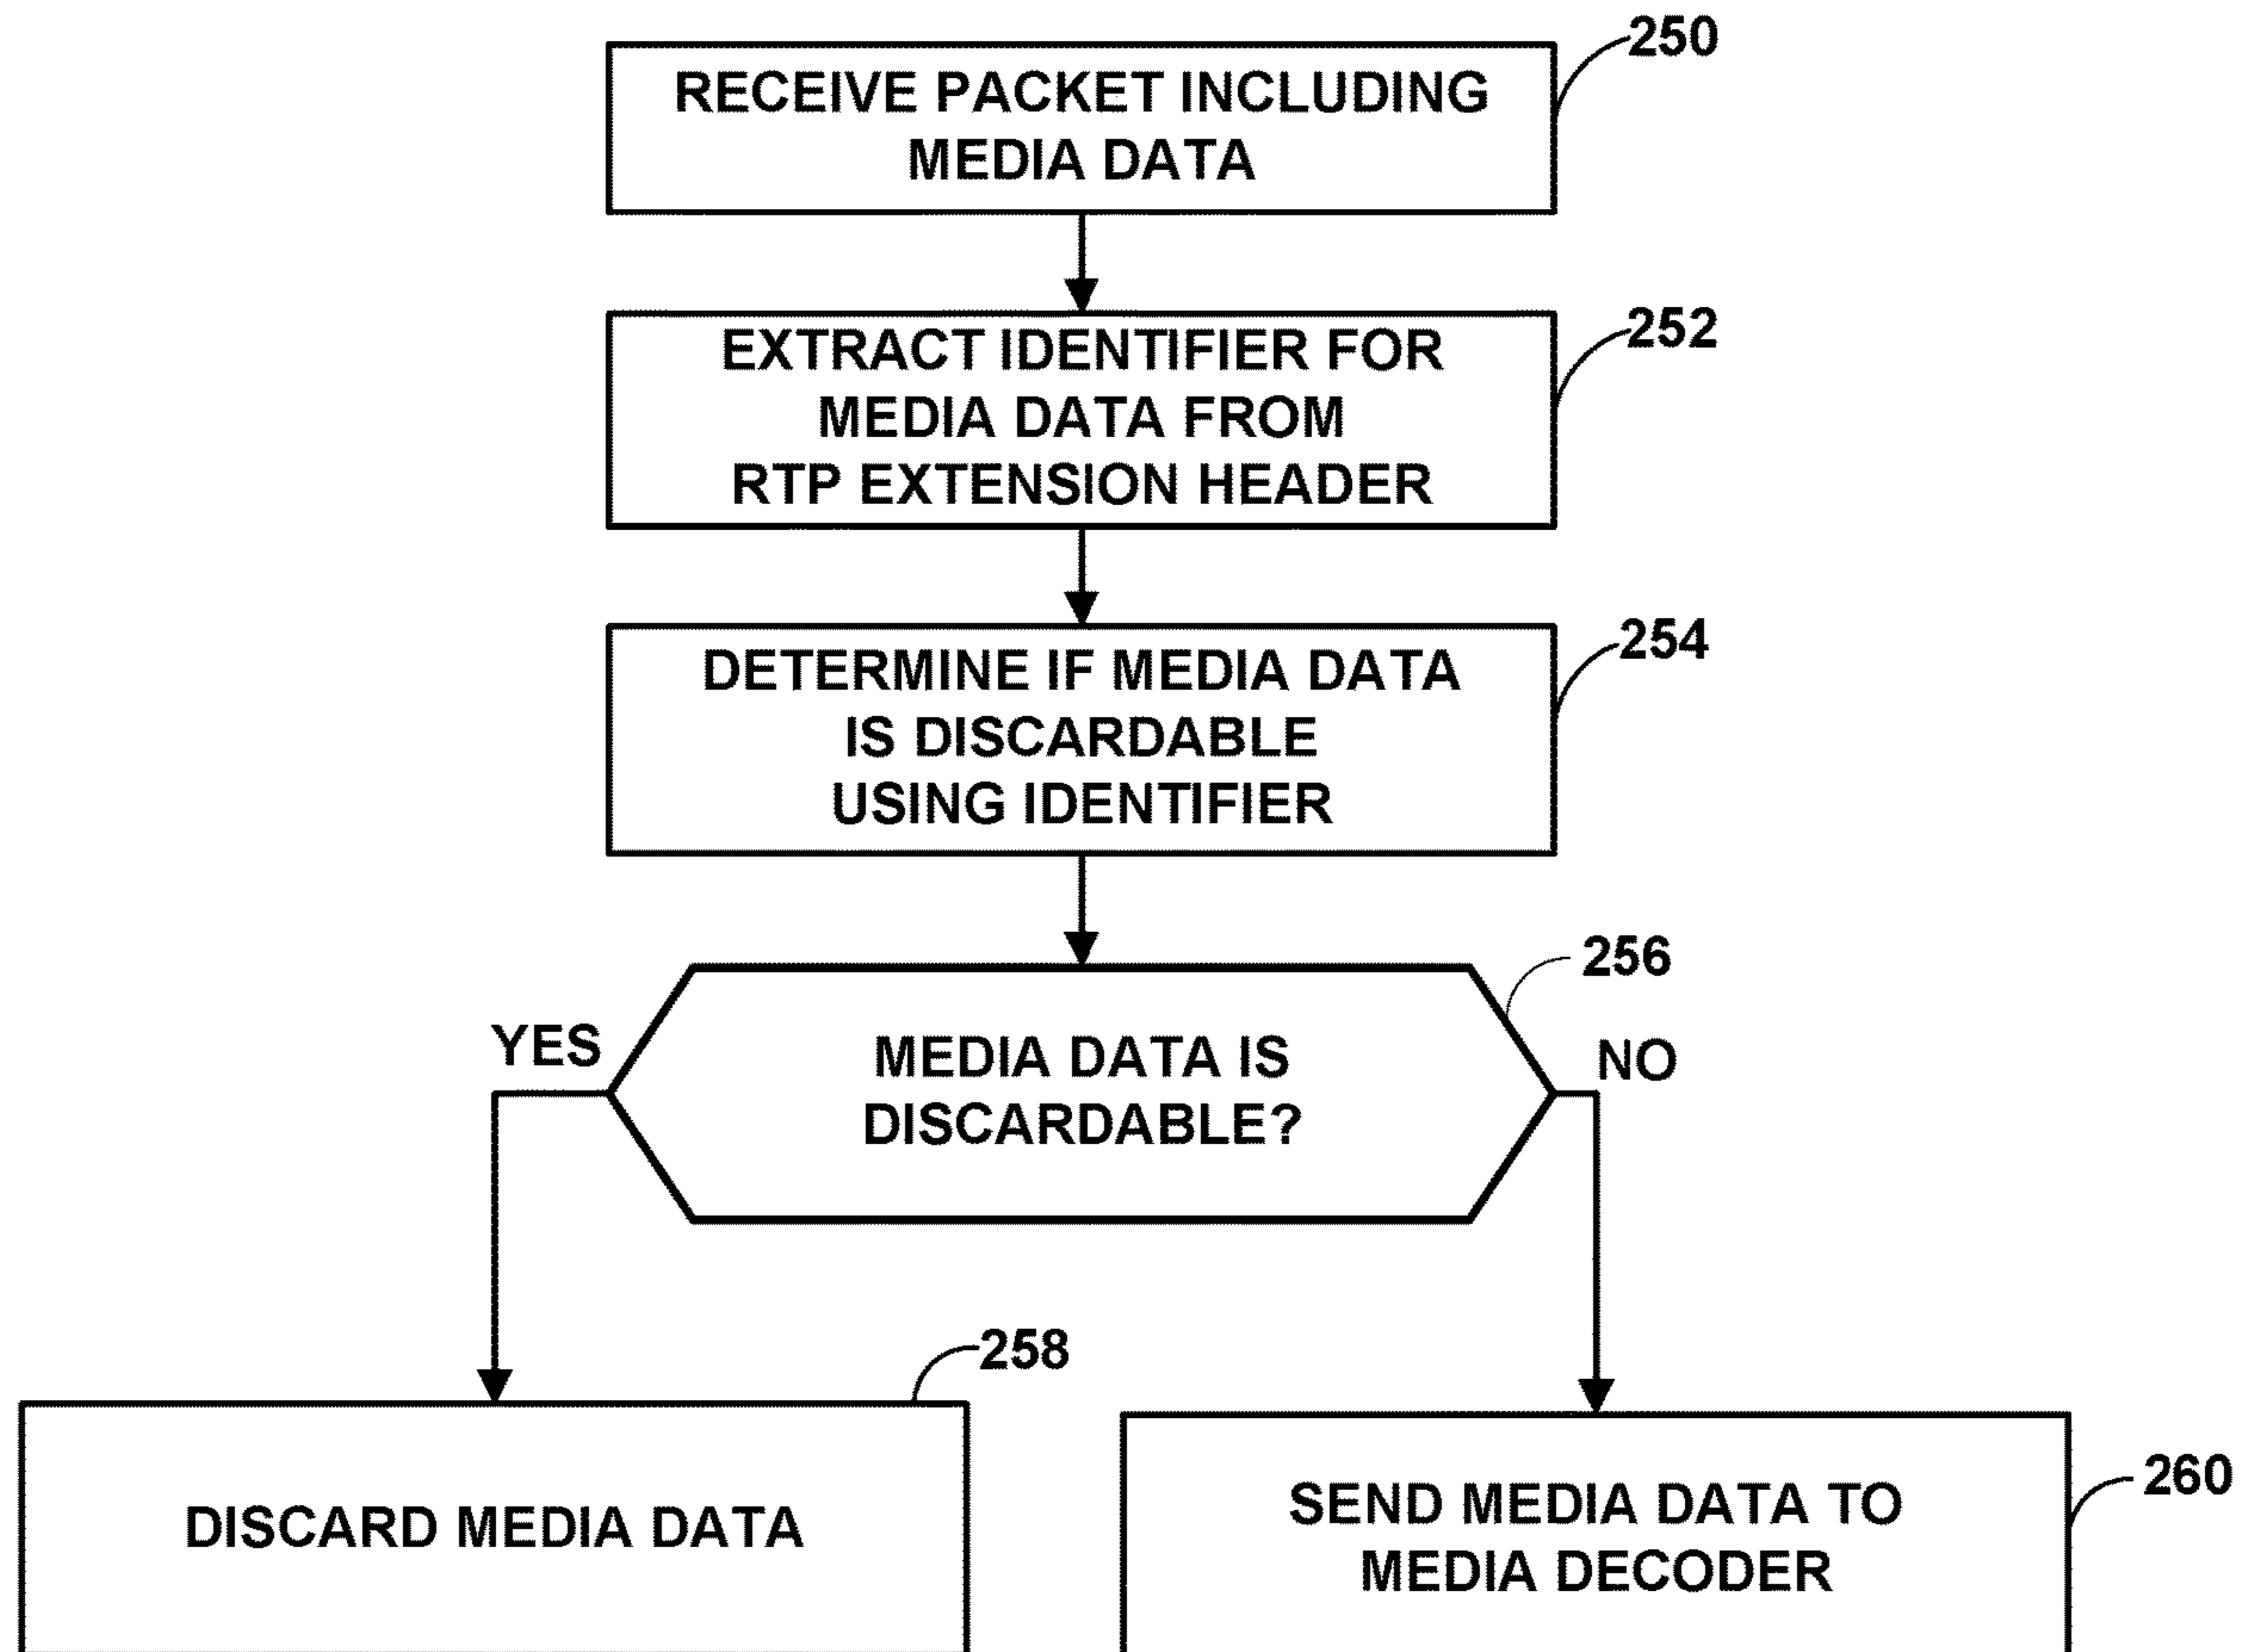 250
RECEIVE PACKET INCLUDING
MEDIA DATA
252
EXTRACT IDENTIFIER FOR
MEDIA DATA FROM
RTP EXTENSION HEADER
254
DETERMINE IF MEDIA DATA
IS DISCARDABLE
USING IDENTIFIER
256
YES
MEDIA DATA IS
DISCARDABLE?
NO
258
DISCARD MEDIA DATA
260
SEND MEDIA DATA TO
MEDIA DECODER